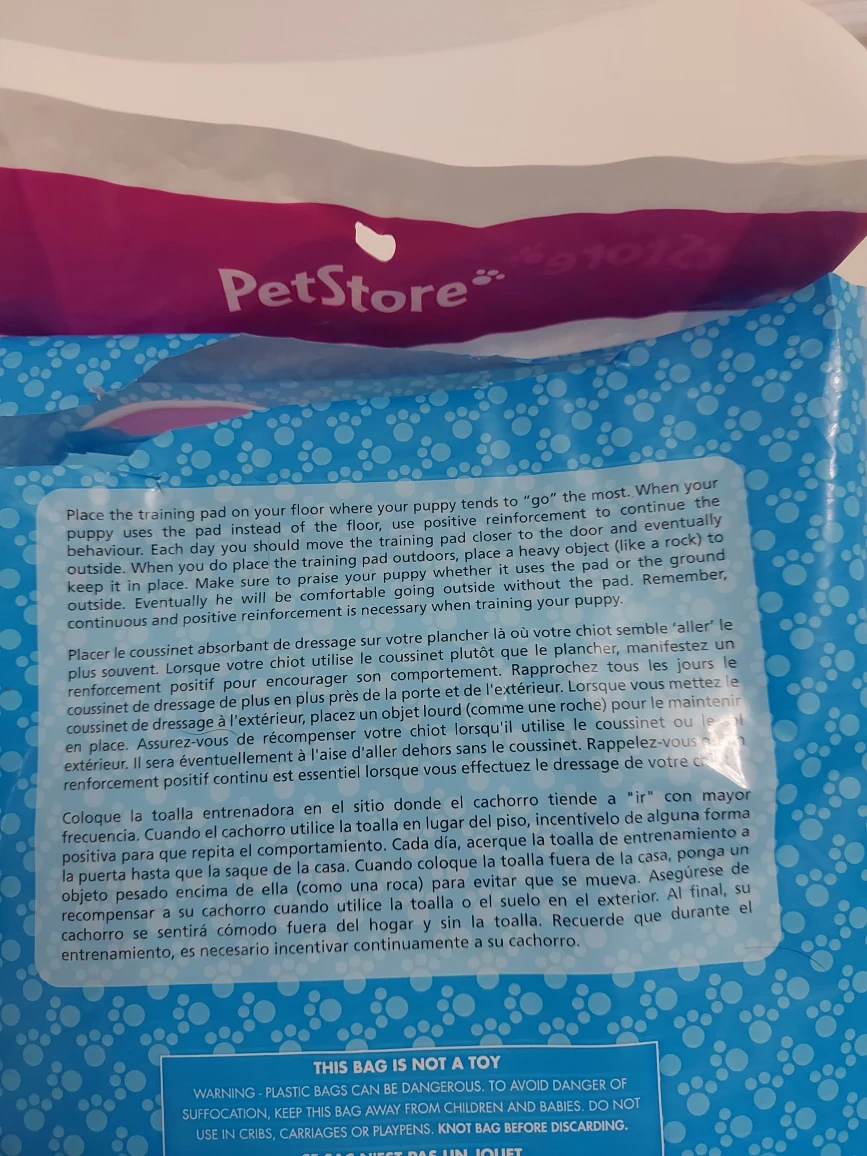 PetStore
Store
Place the training pad on your floor where your puppy tends to “go” the most. When your
puppy uses the pad instead of the floor, use positive reinforcement to continue the
behaviour. Each day you should move the training pad closer to the door and eventually
outside. When you do place the training pad outdoors, place a heavy object (like a rock) to
keep it in place. Make sure to praise your puppy whether it uses the pad or the ground
outside. Eventually he will be comfortable going outside without the pad. Remember,
continuous and positive reinforcement is necessary when training your puppy.
Placer le coussinet absorbant de dressage sur votre plancher là où votre chiot semble ‘aller’ le
plus souvent. Lorsque votre chiot utilise le coussinet plutôt que le plancher, manifestez un
renforcement positif pour encourager son comportement. Rapprochez tous les jours le
coussinet de dressage de plus en plus près de la porte et de l'extérieur. Lorsque vous mettez le
coussinet de dressage à l'extérieur, placez un objet lourd (comme une roche) pour le maintenir
en place. Assurez-vous de récompenser votre chiot lorsqu'il utilise le coussinet ou le
extérieur. Il sera éventuellement à l'aise d'aller dehors sans le coussinet. Rappelez-vous
renforcement positif continu est essentiel lorsque vous effectuez le dressage de votre
Coloque la toalla entrenadora en el sitio donde el cachorro tiende a "ir" con mayor
frecuencia. Cuando el cachorro utilice la toalla en lugar del piso, incentívelo de alguna forma
positiva para que repita el comportamiento. Cada día, acerque la toalla de entrenamiento a
la puerta hasta que la saque de la casa. Cuando coloque la toalla fuera de la casa, ponga un
objeto pesado encima de ella (como una roca) para evitar que se mueva. Asegúrese de
recompensar a su cachorro cuando utilice la toalla o el suelo en el exterior. Al final, su
cachorro se sentirá cómodo fuera del hogar y sin la toalla. Recuerde que durante el
entrenamiento, es necesario incentivar continuamente a su cachorro.
THIS BAG IS NOT A TOY
WARNING - PLASTIC BAGS CAN BE DANGEROUS. TO AVOID DANGER OF
SUFFOCATION, KEEP THIS BAG AWAY FROM CHILDREN AND BABIES. DO NOT
USE IN CRIBS, CARRIAGES OR PLAYPENS. KNOT BAG BEFORE DISCARDING.
CE SAC N'EST PAS UN JOUET